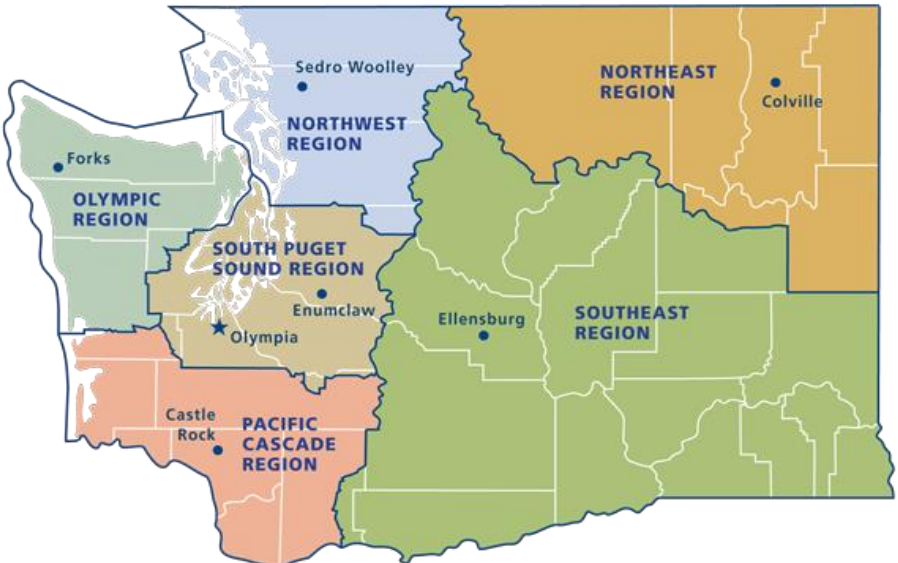 Sedro Woolley
NORTHWEST
REGION
NORTHEAST
REGION
Colville
Forks
OLYMPIC
REGION
SOUTH PUGET
SOUND REGION
Enumclaw
Olympia
Ellensburg
SOUTHEAST
REGION
Castle
Rock
PACIFIC
CASCADE
REGION